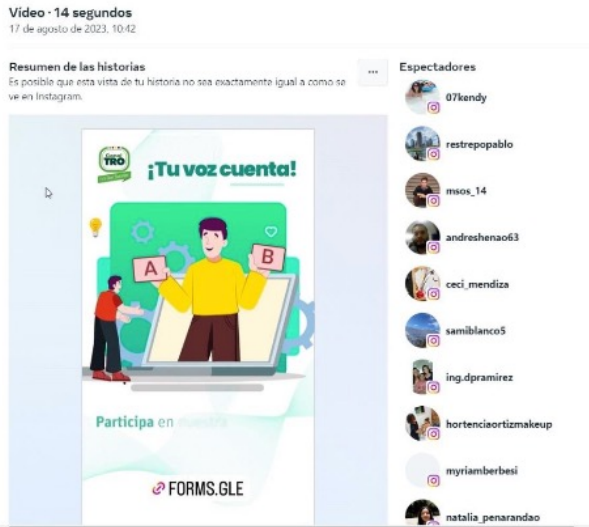 Vídeo · 14 segundos
17 de agosto de 2023, 10:42
Resumen de las historias
Es posible que esta vista de tu historia no sea exactamente igual a como se
ve en Instagram.
...
Espectadores
07kendy
restrepopablo
msos_14
andreshenao63
ceci_mendiza
samiblanco5
ing.dpramirez
hortenciaortizmakeup
myriamberbesi
natalia_penarandao
TRO
¡Tu voz cuenta!
A
B
Participa en nuestra
FORMS.GLE